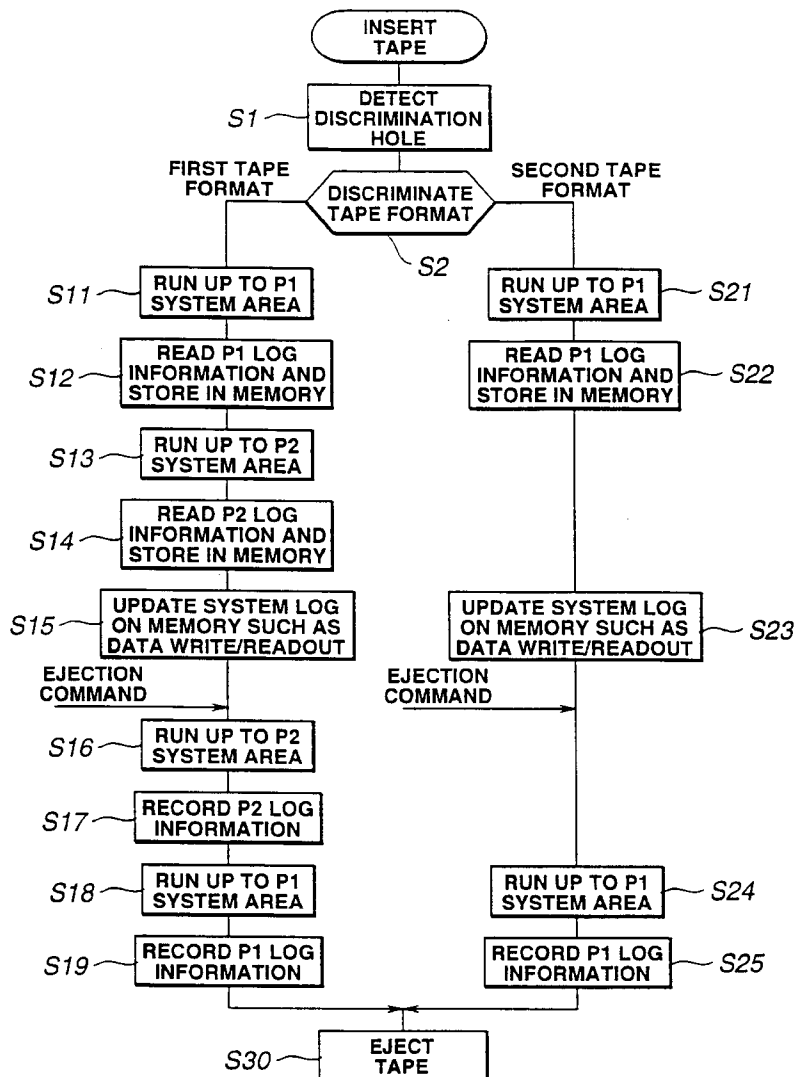 INSERT
TAPE
S1
DETECT
DISCRIMINATION
HOLE
FIRST TAPE
FORMAT
SECOND TAPE
FORMAT
DISCRIMINATE
TAPE FORMAT
S2
S11
RUN UP TO P1
SYSTEM AREA
RUN UP TO P1
SYSTEM AREA
S21
S12
READ P1 LOG
INFORMATION AND
STORE IN MEMORY
READ P1 LOG
INFORMATION AND
STORE IN MEMORY
S22
S13
RUN UP TO P2
SYSTEM AREA
S14
READ P2 LOG
INFORMATION AND
STORE IN MEMORY
S15
UPDATE SYSTEM LOG
ON MEMORY SUCH AS
DATA WRITE/READOUT
UPDATE SYSTEM LOG
ON MEMORY SUCH AS
DATA WRITE/READOUT
S23
EJECTION
COMMAND
EJECTION
COMMAND
S16
RUN UP TO P2
SYSTEM AREA
S17
RECORD P2 LOG
INFORMATION
S18
RUN UP TO P1
SYSTEM AREA
RUN UP TO P1
SYSTEM AREA
S24
S19
RECORD P1 LOG
INFORMATION
RECORD P1 LOG
INFORMATION
S25
S30
EJECT
TAPE